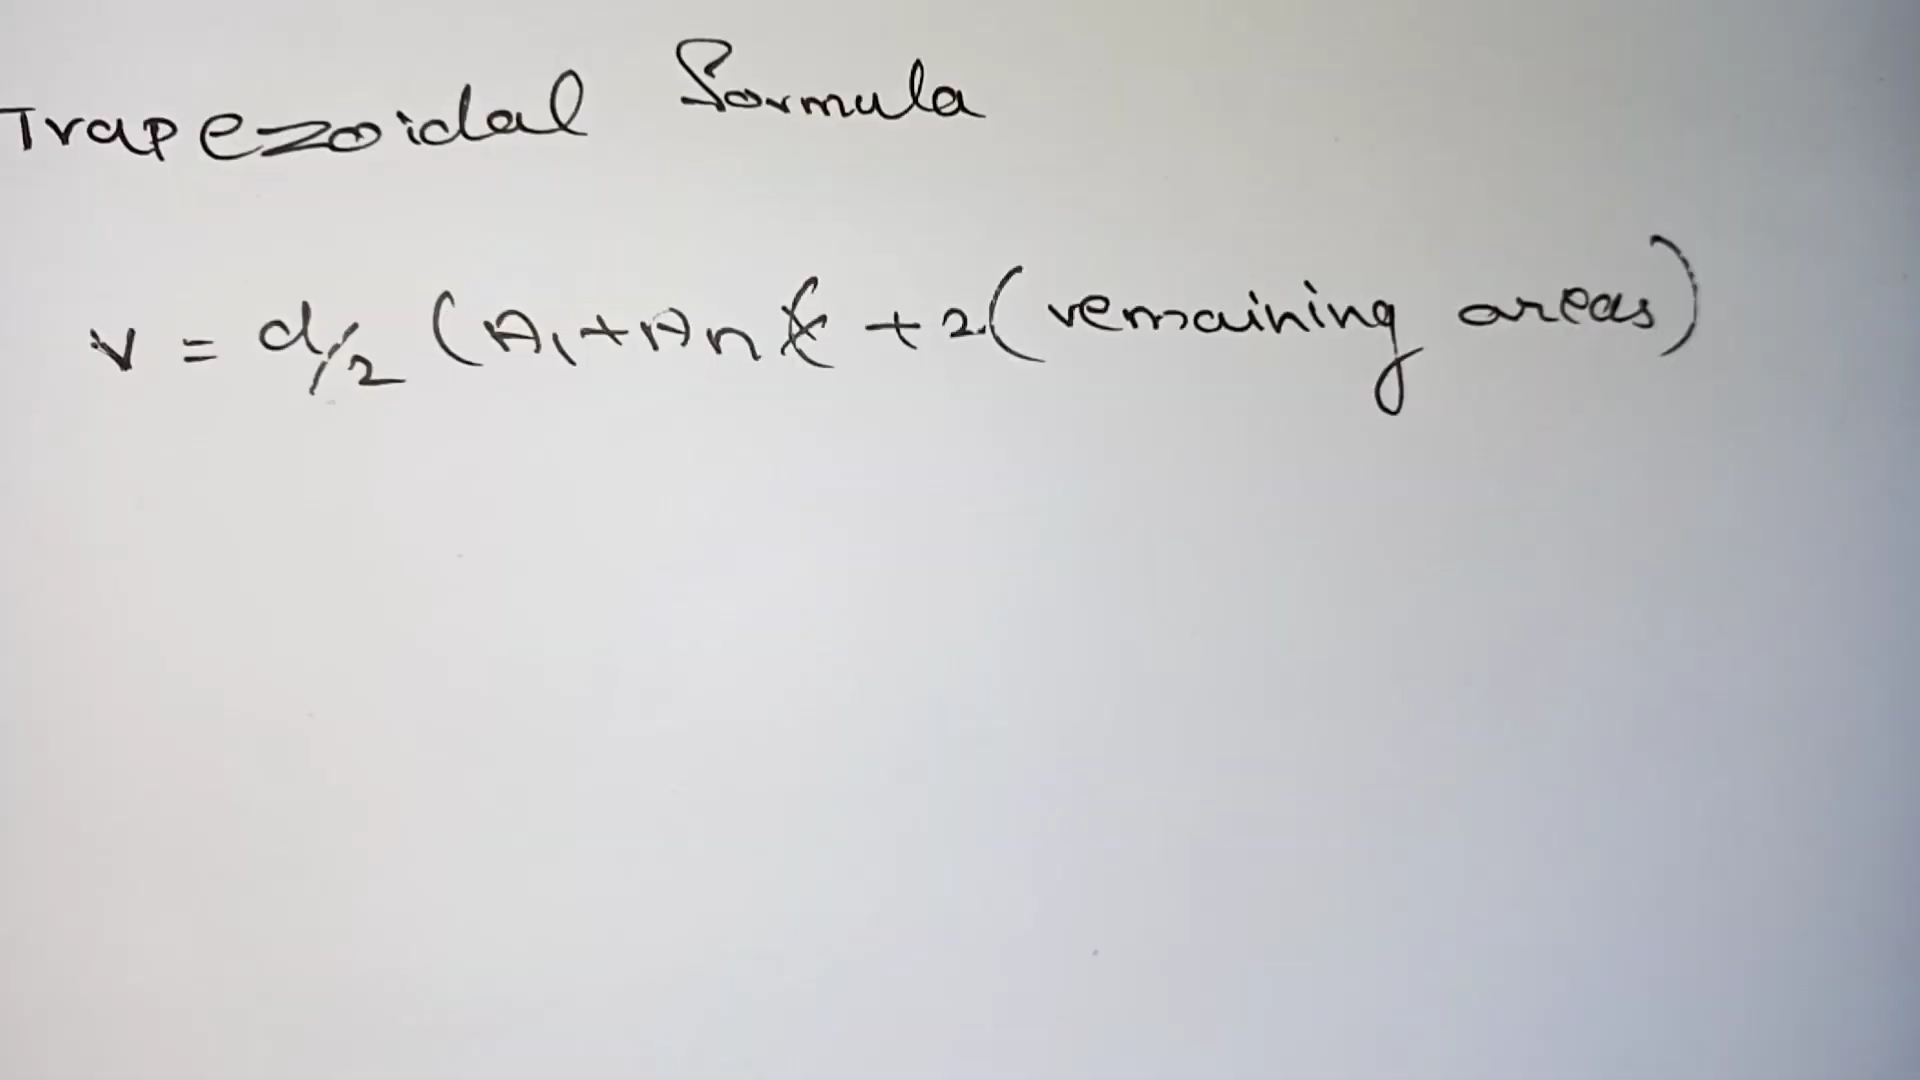 Trapezoidal formula
V = d/2 (A1+An + 2(remaining areas)